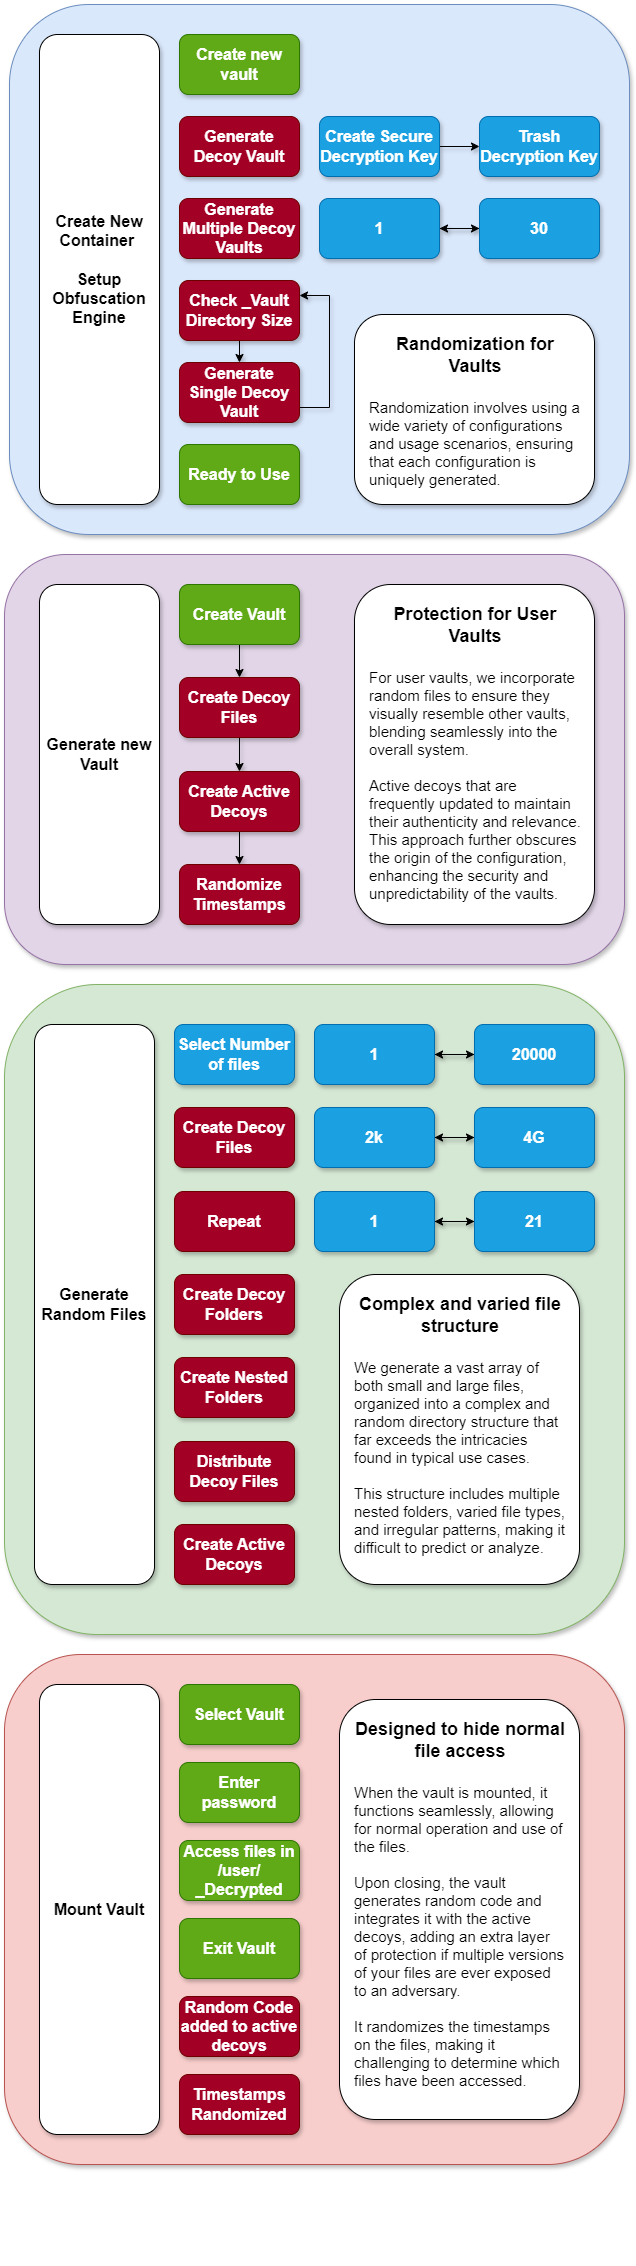 Create New
Container
Setup
Obfuscation
Engine
Create new
vault
Generate
Decoy Vault
Create Secure
Decryption Key
Trash
Decryption Key
Generate
Multiple Decoy
Vaults
1
30
Check _Vault
Directory Size
Generate
Single Decoy
Vault
Ready to Use
Randomization for
Vaults
Randomization involves using a
wide variety of configurations
and usage scenarios, ensuring
that each configuration is
uniquely generated.
Generate new
Vault
Create Vault
Create Decoy
Files
Create Active
Decoys
Randomize
Timestamps
Protection for User
Vaults
For user vaults, we incorporate
random files to ensure they
visually resemble other vaults,
blending seamlessly into the
overall system.
Active decoys that are
frequently updated to maintain
their authenticity and relevance.
This approach further obscures
the origin of the configuration,
enhancing the security and
unpredictability of the vaults.
Generate
Random Files
Select Number
of files
1
20000
Create Decoy
Files
2k
4G
Repeat
1
21
Create Decoy
Folders
Create Nested
Folders
Distribute
Decoy Files
Create Active
Decoys
Complex and varied file
structure
We generate a vast array of
both small and large files,
organized into a complex and
random directory structure that
far exceeds the intricacies
found in typical use cases.
This structure includes multiple
nested folders, varied file types,
and irregular patterns, making it
difficult to predict or analyze.
Mount Vault
Select Vault
Enter
password
Access files in
/user/
_Decrypted
Exit Vault
Random Code
added to active
decoys
Timestamps
Randomized
Designed to hide normal
file access
When the vault is mounted, it
functions seamlessly, allowing
for normal operation and use of
the files.
Upon closing, the vault
generates random code and
integrates it with the active
decoys, adding an extra layer
of protection if multiple versions
of your files are ever exposed
to an adversary.
It randomizes the timestamps
on the files, making it
challenging to determine which
files have been accessed.